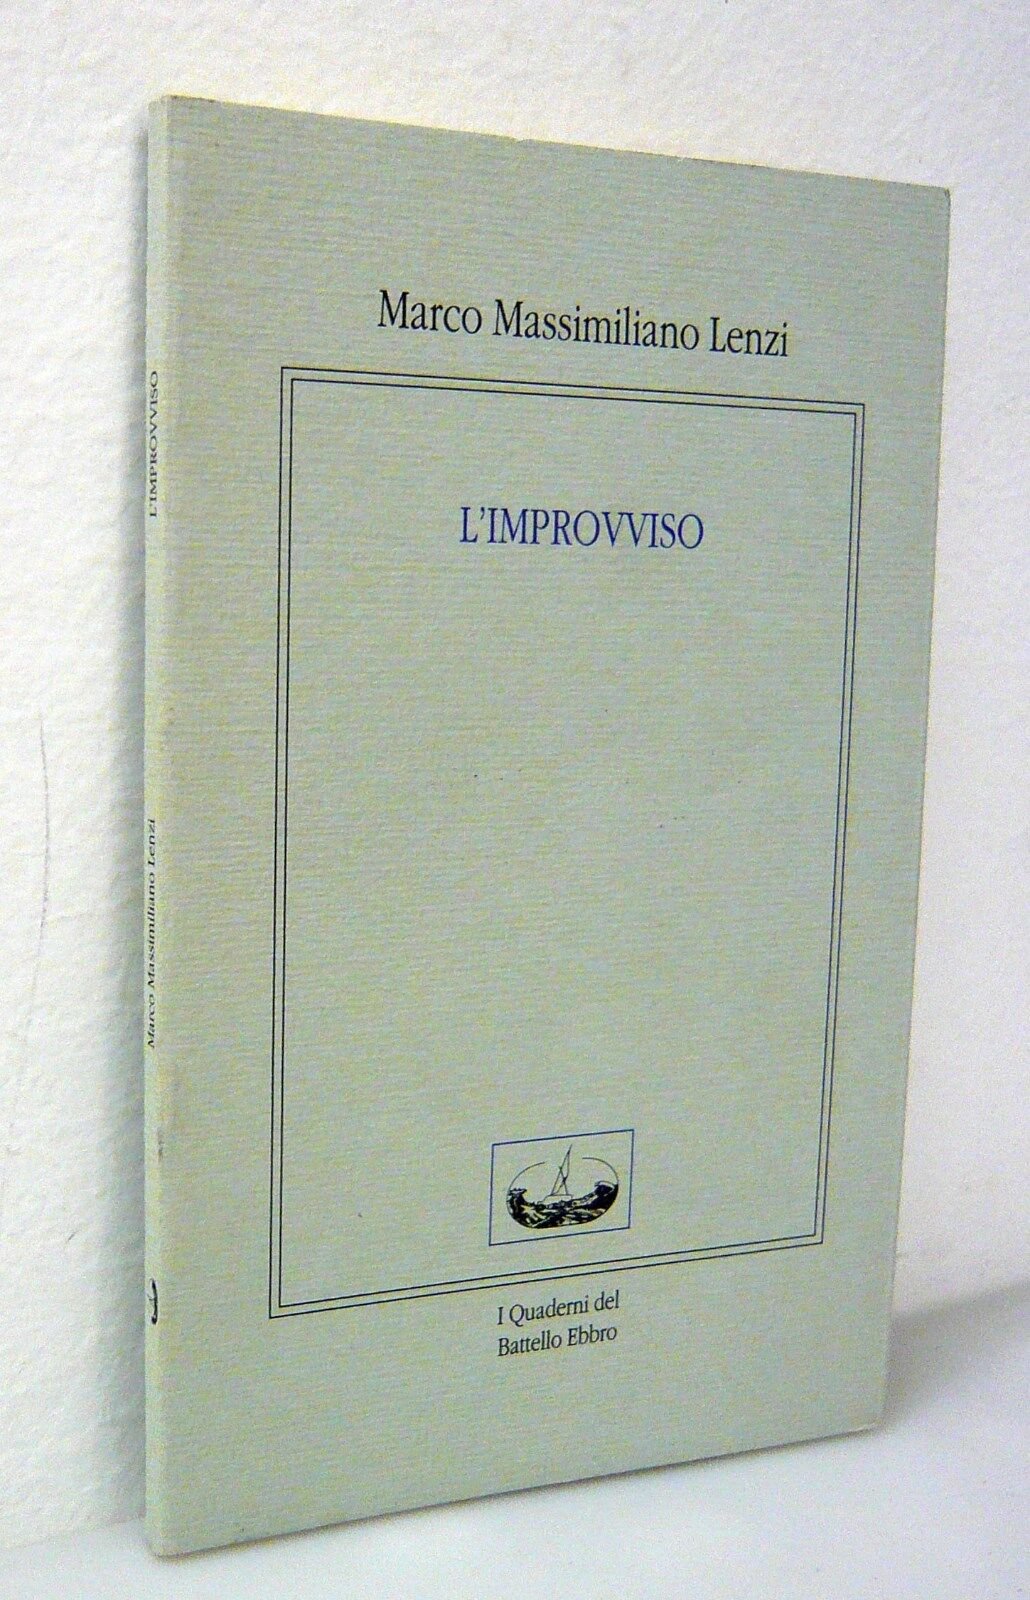 Marco Massimiliano Lenzi
L'IMPROVVISO
I Quaderni del
Battello Ebbro
L'IMPROVVISO
Marco Massimiliano Lenzi